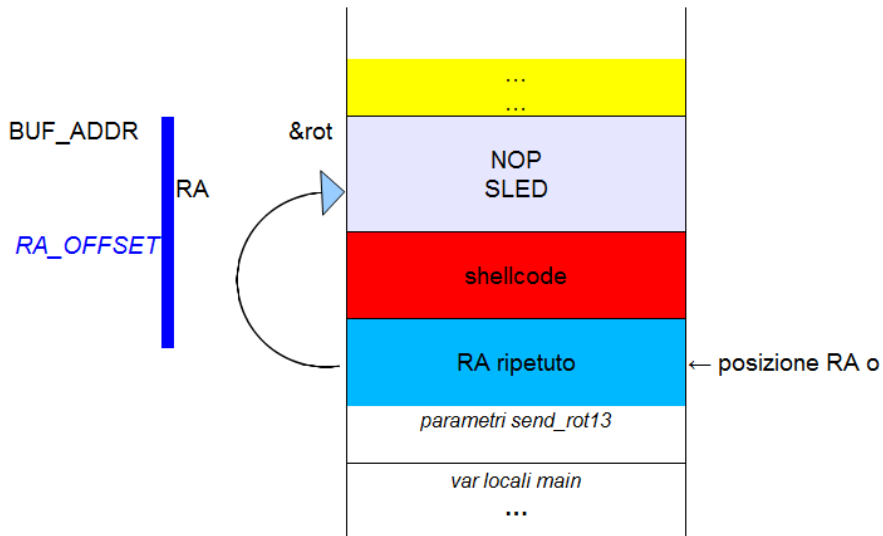 ...
...
BUF_ADDR
&rot
NOP
SLED
RA
RA_OFFSET
shellcode
RA ripetuto
← posizione RA o
parametri send_rot13
var locali main
...